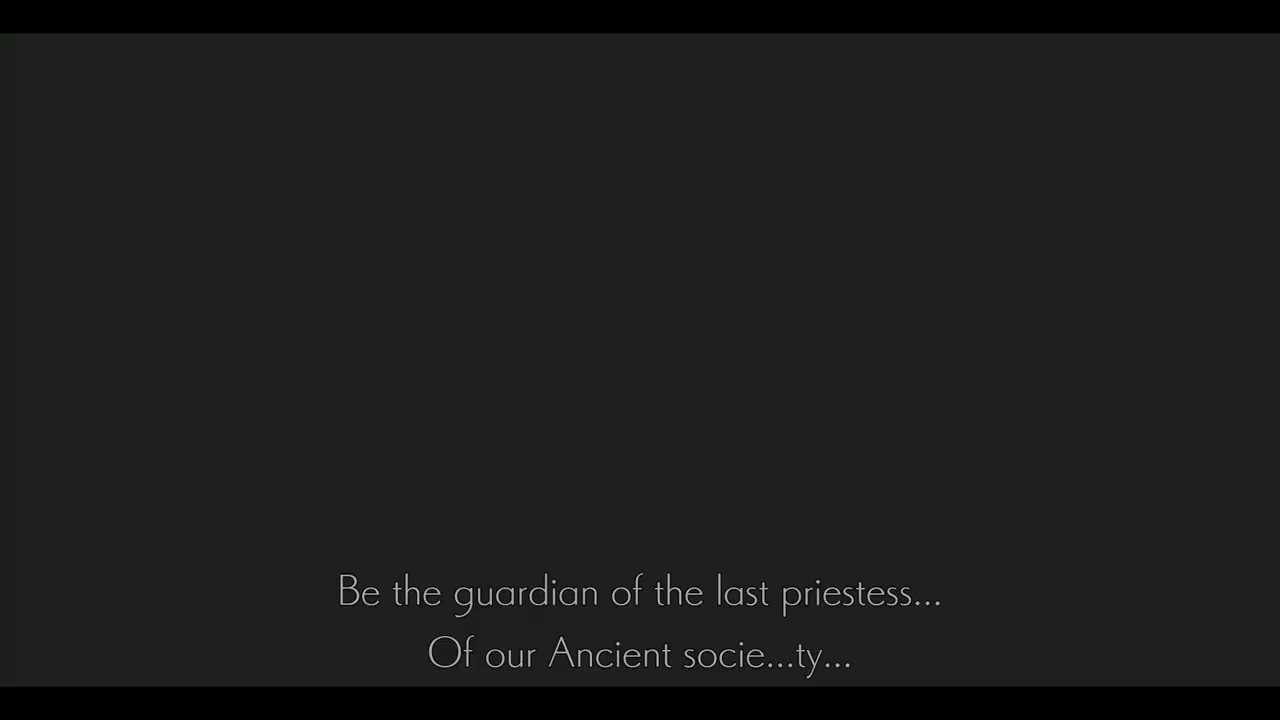 Be the guardian of the last priestess...
Of our Ancient socie...ty...